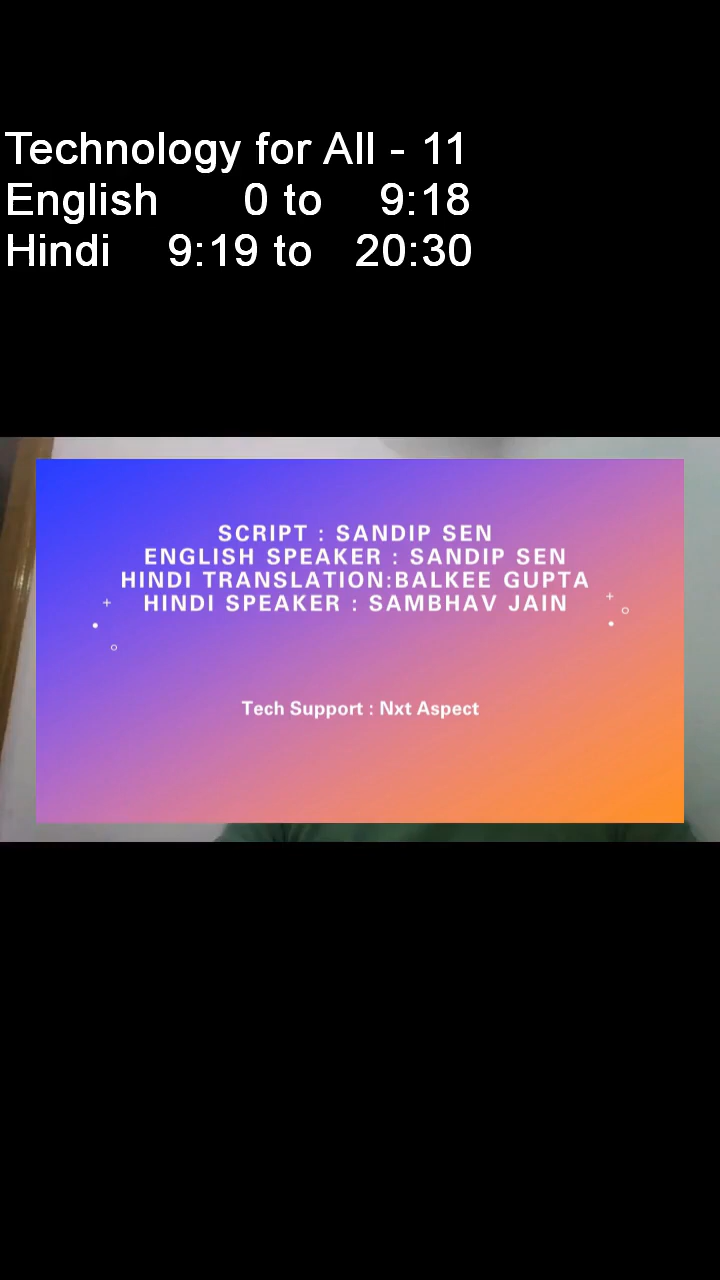 Technology for All - 11
English 0 to 9:18
Hindi 9:19 to 20:30
SCRIPT : SANDIP SEN
ENGLISH SPEAKER : SANDIP SEN
HINDI TRANSLATION:BALKEE GUPTA
HINDI SPEAKER : SAMBHAV JAIN
Tech Support : Nxt Aspect